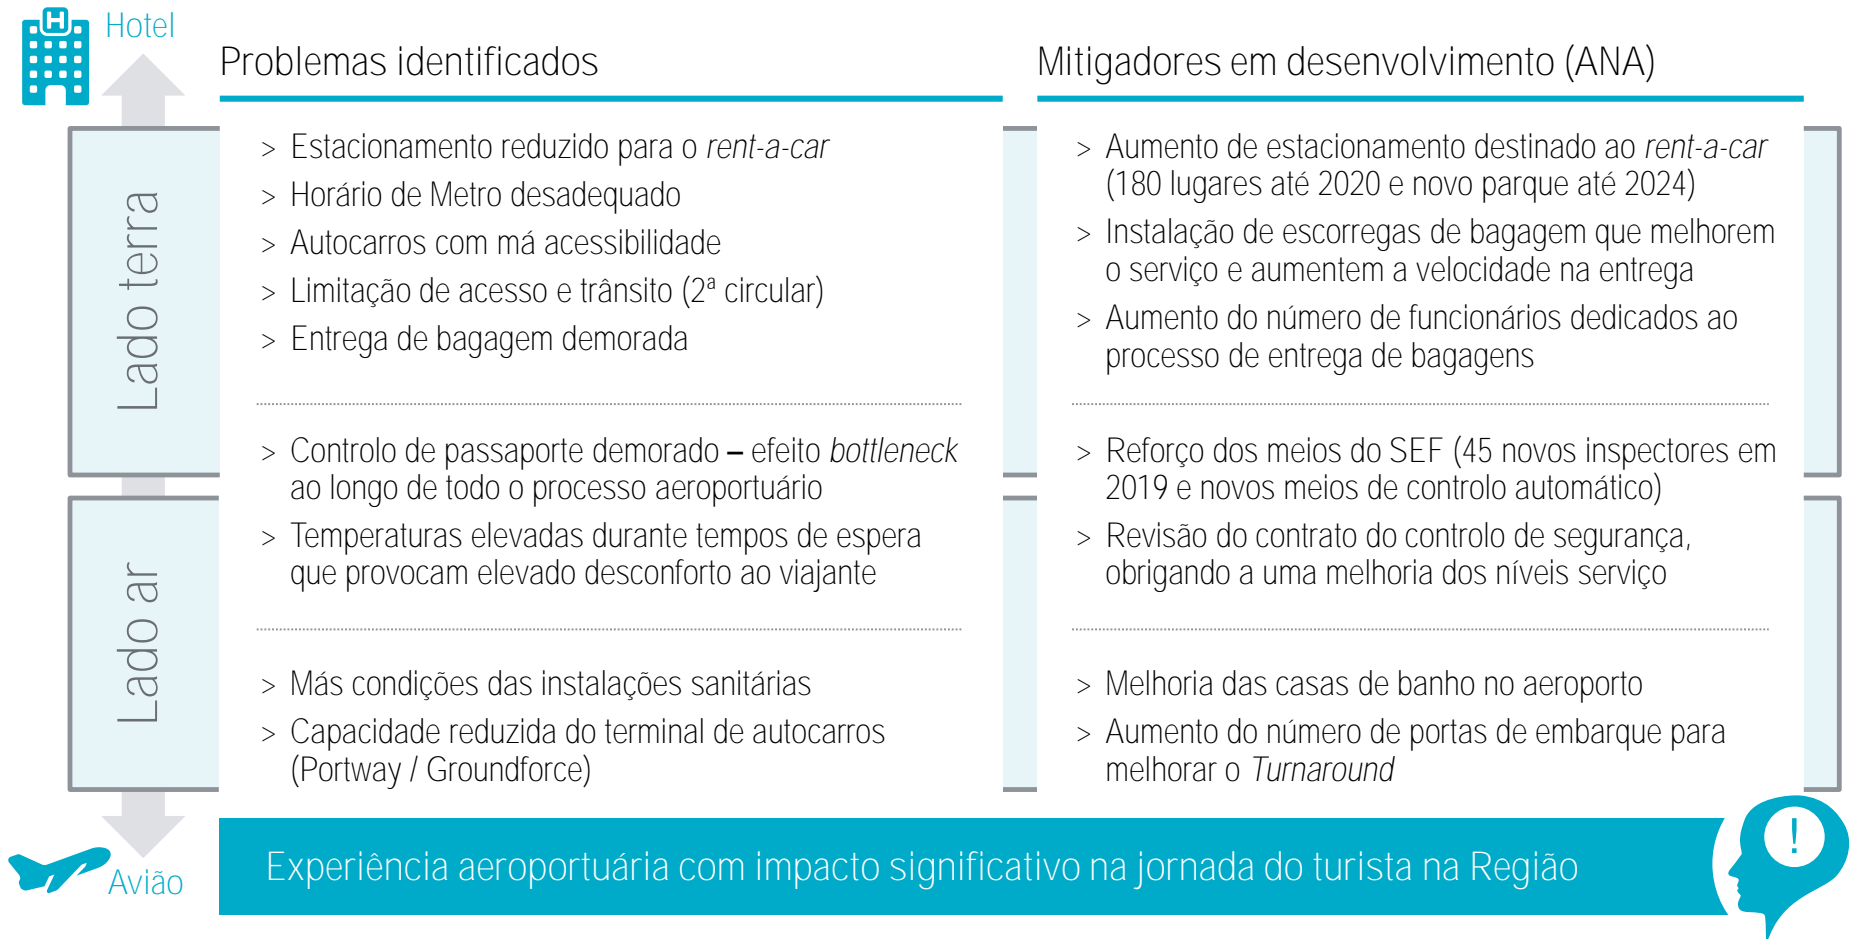 H
Hotel
Problemas identificados
Mitigadores em desenvolvimento (ANA)
Lado terra
> Estacionamento reduzido para o rent-a-car
> Horário de Metro desadequado
> Autocarros com má acessibilidade
> Limitação de acesso e trânsito (2ª circular)
> Entrega de bagagem demorada
> Aumento de estacionamento destinado ao rent-a-car
(180 lugares até 2020 e novo parque até 2024)
> Instalação de escorregas de bagagem que melhorem
o serviço e aumentem a velocidade na entrega
> Aumento do número de funcionários dedicados ao
processo de entrega de bagagens
> Controlo de passaporte demorado – efeito bottleneck
ao longo de todo o processo aeroportuário
> Temperaturas elevadas durante tempos de espera
que provocam elevado desconforto ao viajante
> Reforço dos meios do SEF (45 novos inspectores em
2019 e novos meios de controlo automático)
> Revisão do contrato do controlo de segurança,
obrigando a uma melhoria dos níveis serviço
Lado ar
> Más condições das instalações sanitárias
> Capacidade reduzida do terminal de autocarros
(Portway / Groundforce)
> Melhoria das casas de banho no aeroporto
> Aumento do número de portas de embarque para
melhorar o Turnaround
Avião
Experiência aeroportuária com impacto significativo na jornada do turista na Região
!